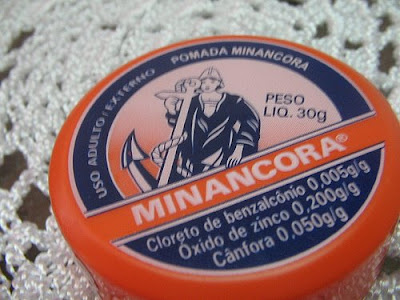 USO ADULTO/EXTERNO POMADA MINANCORA
PESO
LIQ. 30g
MINANCORA®
Cloreto de benzalcônio 0,005g/g
Óxido de zinco 0,200g/g
Cânfora 0,050g/g